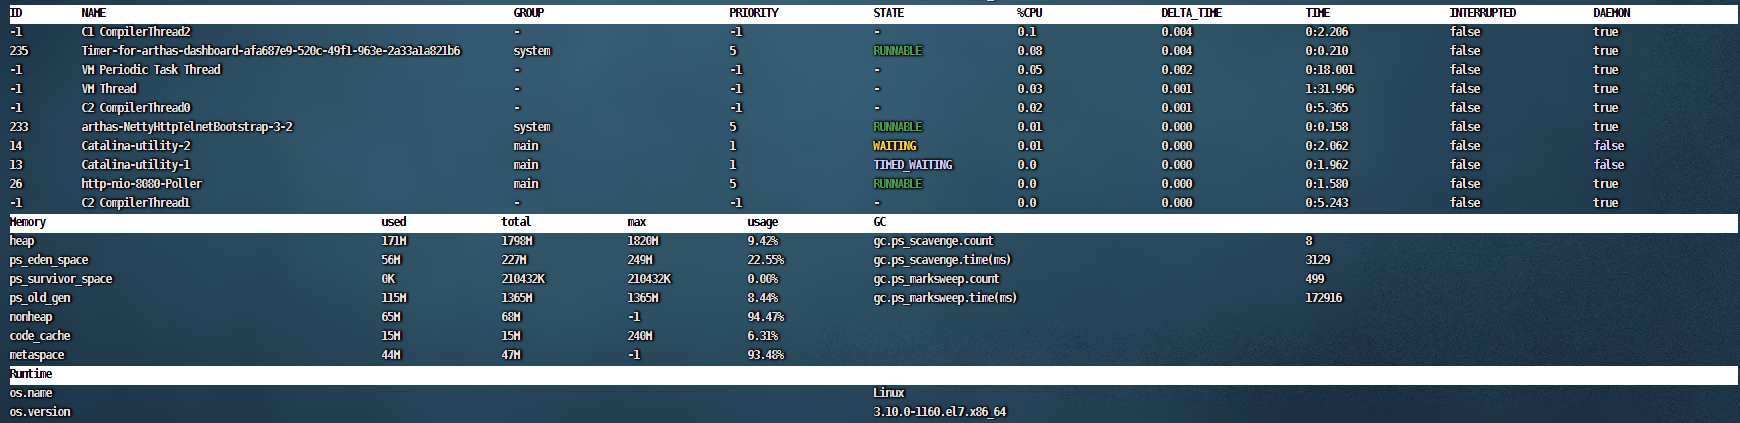 ID NAME GROUP PRIORITY STATE %CPU DELTA_TIME TIME INTERRUPTED DAEMON
-1 C1 CompilerThread2 - -1 - 0.1 0.004 0:2.206 false true
235 Timer-for-arthas-dashboard-afa687e9-520c-49f1-963e-2a33a1a821b6 system 5 RUNNABLE 0.08 0.004 0:0.210 false true
-1 VM Periodic Task Thread - -1 - 0.05 0.002 0:18.001 false true
-1 VM Thread - -1 - 0.03 0.001 1:31.996 false true
-1 C2 CompilerThread0 - -1 - 0.02 0.001 0:5.365 false true
233 arthas-NettyHttpTelnetBootstrap-3-2 system 5 RUNNABLE 0.01 0.000 0:0.158 false true
14 Catalina-utility-2 main 1 WAITING 0.01 0.000 0:2.062 false false
13 Catalina-utility-1 main 1 TIMED_WAITING 0.0 0.000 0:1.962 false false
26 http-nio-8080-Poller main 5 RUNNABLE 0.0 0.000 0:1.580 false true
-1 C2 CompilerThread1 - -1 - 0.0 0.000 0:5.243 false true
Memory used total max usage GC
heap 171M 1798M 1820M 9.42% gc.ps_scavenge.count 8
ps_eden_space 56M 227M 249M 22.55% gc.ps_scavenge.time(ms) 3129
ps_survivor_space 0K 210432K 210432K 0.00% gc.ps_marksweep.count 499
ps_old_gen 115M 1365M 1365M 8.44% gc.ps_marksweep.time(ms) 172916
nonheap 65M 68M -1 94.47%
code_cache 15M 15M 240M 6.31%
metaspace 44M 47M -1 93.48%
Runtime
os.name Linux
os.version 3.10.0-1160.el7.x86_64